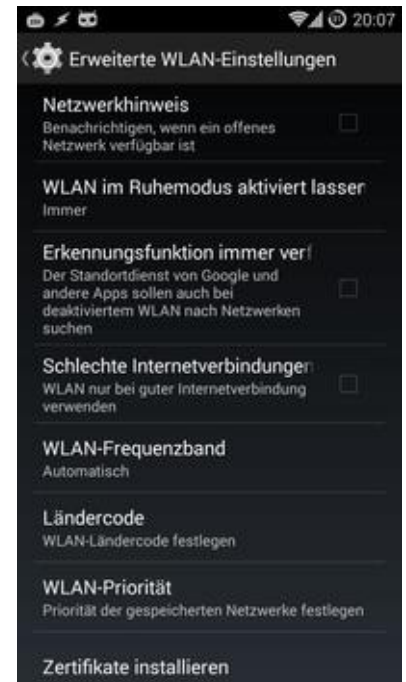 20:07
Erweiterte WLAN-Einstellungen
Netzwerkhinweis
Benachrichtigen, wenn ein offenes
Netzwerk verfügbar ist
WLAN im Ruhemodus aktiviert lassen
Immer
Erkennungsfunktion immer verf
Der Standortdienst von Google und
andere Apps sollen auch bei
deaktiviertem WLAN nach Netzwerken
suchen
Schlechte Internetverbindungen
WLAN nur bei guter Internetverbindung
verwenden
WLAN-Frequenzband
Automatisch
Ländercode
WLAN-Ländercode festlegen
WLAN-Priorität
Priorität der gespeicherten Netzwerke festlegen
Zertifikate installieren